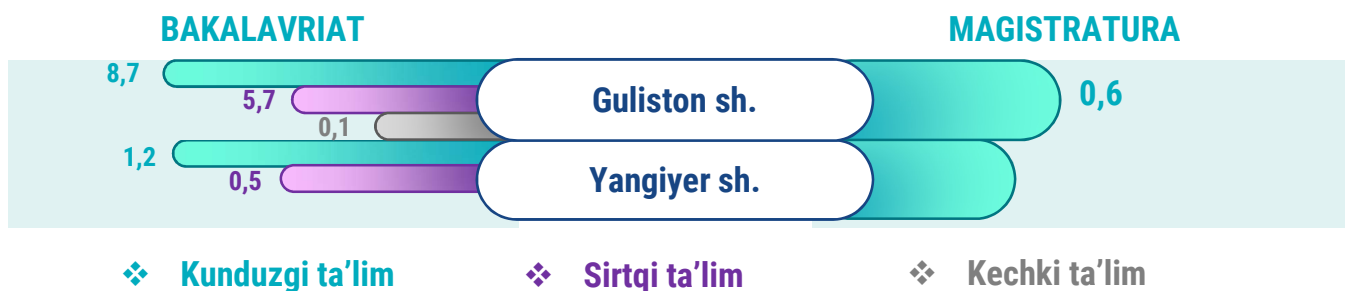 BAKALAVRIAT
MAGISTRATURA
8,7
5,7
0,1
Guliston sh.
0,6
1,2
0,5
Yangiyer sh.
Kunduzgi ta’lim
Sirtqi ta’lim
Kechki ta’lim